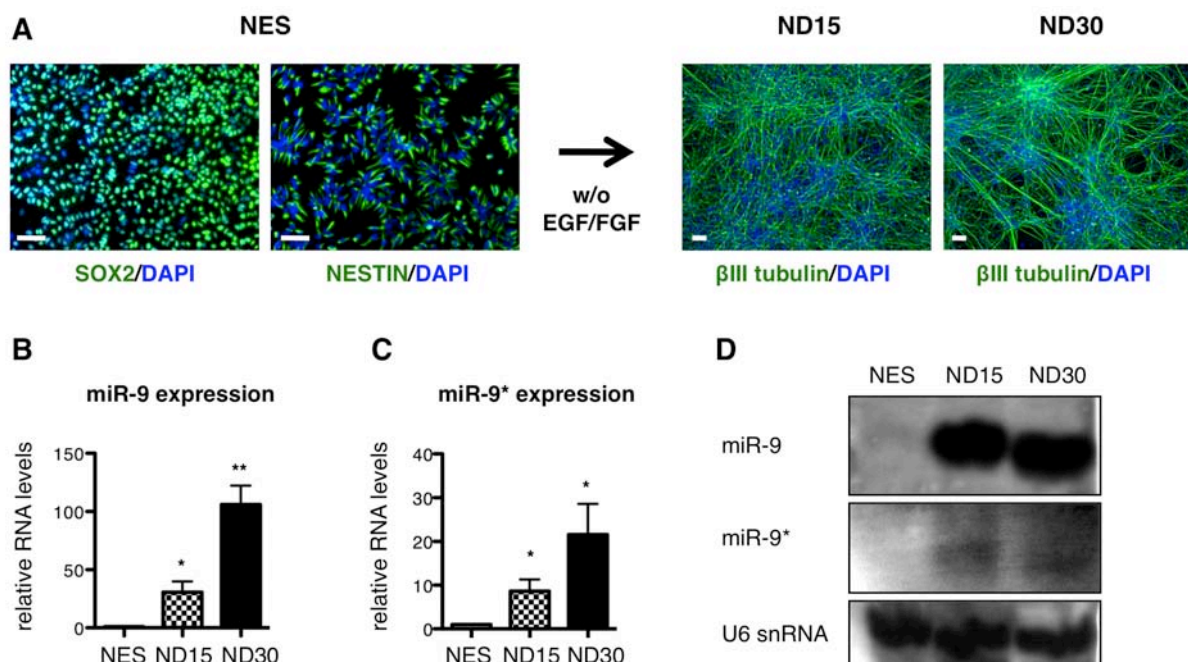 A
NES
ND15
ND30
SOX2/DAPI
NESTIN/DAPI
w/o
EGF/FGF
βIII tubulin/DAPI
βIII tubulin/DAPI
B
miR-9 expression
relative RNA levels
150
100
50
0
*
**
NES ND15 ND30
C
miR-9* expression
relative RNA levels
40
30
20
10
0
*
*
NES ND15 ND30
D
NES ND15 ND30
miR-9
miR-9*
U6 snRNA